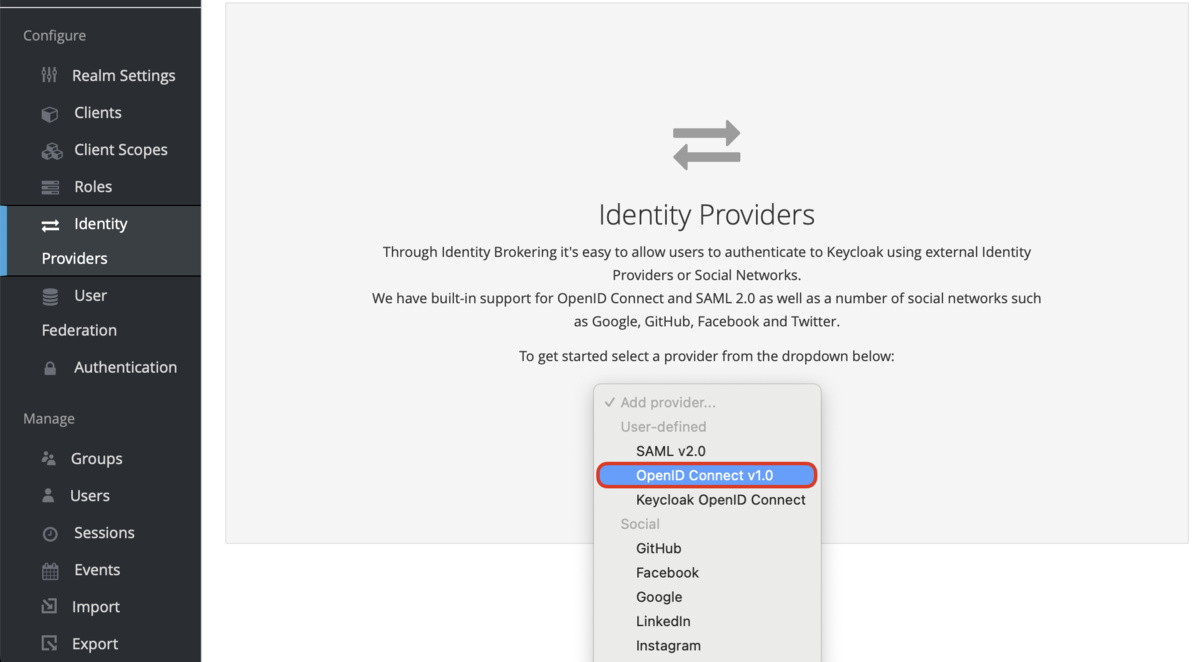 Configure
Realm Settings
Clients
Client Scopes
Roles
Identity
Providers
User
Federation
Authentication
Manage
Groups
Users
Sessions
Events
Import
Export
Identity Providers
Through Identity Brokering it's easy to allow users to authenticate to Keycloak using external Identity
Providers or Social Networks.
We have built-in support for OpenID Connect and SAML 2.0 as well as a number of social networks such
as Google, GitHub, Facebook and Twitter.
To get started select a provider from the dropdown below:
Add provider...
User-defined
SAML v2.0
OpenID Connect v1.0
Keycloak OpenID Connect
Social
GitHub
Facebook
Google
LinkedIn
Instagram